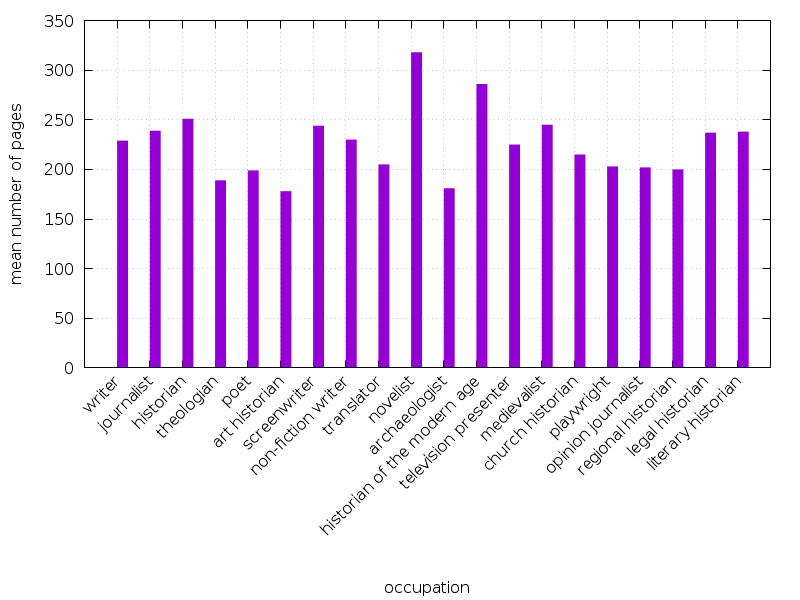 350
300
250
200
150
100
50
0
mean number of pages
writer
journalist
historian
theologian
poet
art historian
screenwriter
non-fiction writer
translator
novelist
archaeologist
historian of the modern age
television presenter
medievalist
church historian
playwright
opinion journalist
regional historian
legal historian
literary historian
occupation